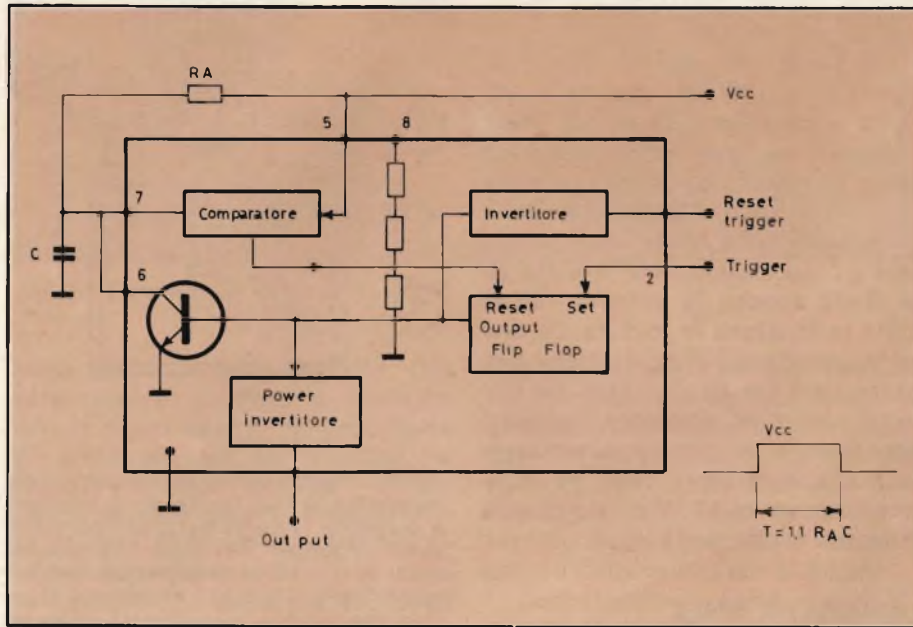 RA
5
8
Vcc
7
Comparatore
Invertitore
Reset
trigger
C
6
2
Trigger
Reset Set
Output
Flip Flop
Power
invertitore
Vcc
T=1,1 RAC
Out put